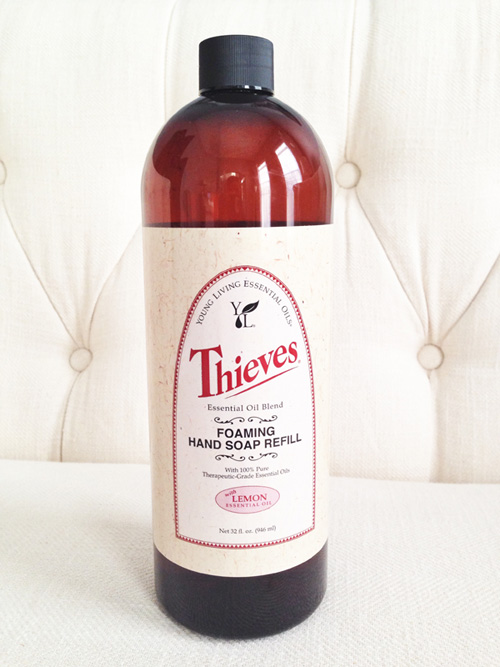 YOUNG LIVING ESSENTIAL OILS
Y L
Thieves
Essential Oil Blend
FOAMING
HAND SOAP REFILL
With 100% Pure
Therapeutic-Grade Essential Oils
with
LEMON
ESSENTIAL OIL
Net 32 fl. oz. (946 ml)